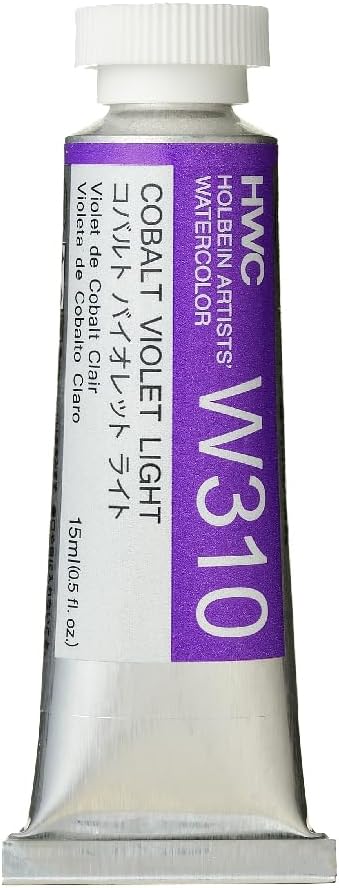 HWC
HOLBEIN ARTISTS'
WATERCOLOR
W310
COBALT VIOLET LIGHT
コバルト バイオレット ライト
Violet de Cobalt Clair
Violeta de Cobalto Claro
15ml(0.5 fl. oz.)